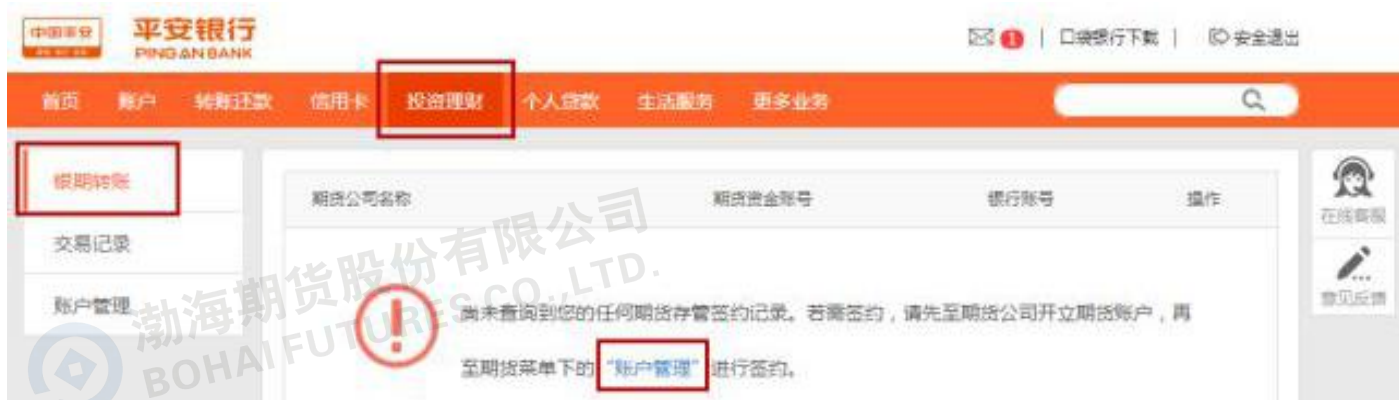 中国平安
平安银行
PING AN BANK
1 | 口袋银行下载 | 安全退出
首页 账户 转账还款 信用卡 投资理财 个人贷款 生活服务 更多业务
银期转账
交易记录
账户管理
期货公司名称 期货资金账号 银行账号 操作
尚未查询到您的任何期货存管签约记录。若需签约，请先至期货公司开立期货账户，再
至期货菜单下的“账户管理”进行签约。
在线客服
意见反馈
渤海期货股份有限公司
BOHAI FUTURES CO.,LTD.